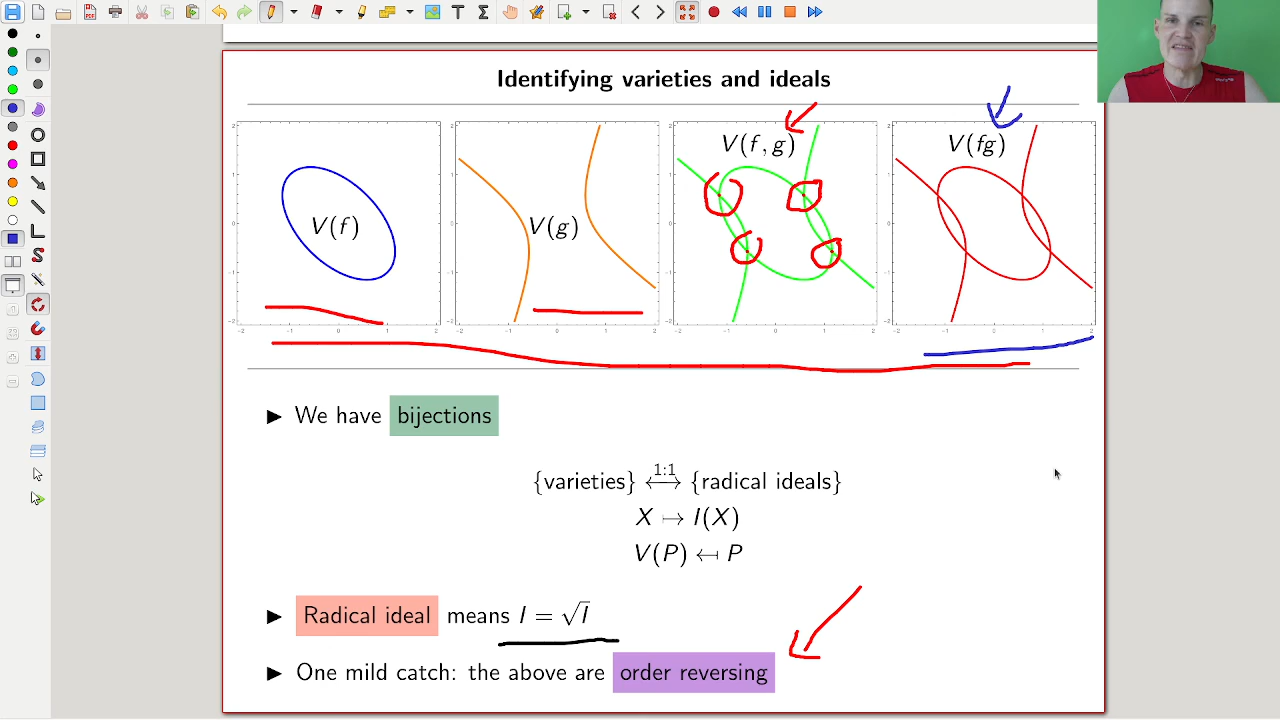 Identifying varieties and ideals
V(f)
V(g)
V(f, g)
V(fg)
▶ We have bijections
{varieties} 1:1 ⟷ {radical ideals}
X ↦ I(X)
V(P) ↤ P
▶ Radical ideal means I = √I
▶ One mild catch: the above are order reversing